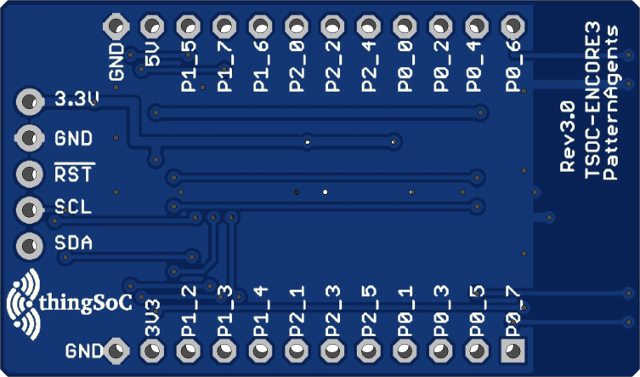 GND
5V
P1_5
P1_7
P1_6
P2_0
P2_2
P2_4
P0_0
P0_2
P0_4
P0_6
3.3V
GND
RST
SCL
SDA
thingSoC
Rev3.0
TSOC-ENCORE3
PatternAgents
GND
3V3
P1_2
P1_3
P1_4
P2_1
P2_3
P2_5
P0_1
P0_3
P0_5
P0_7